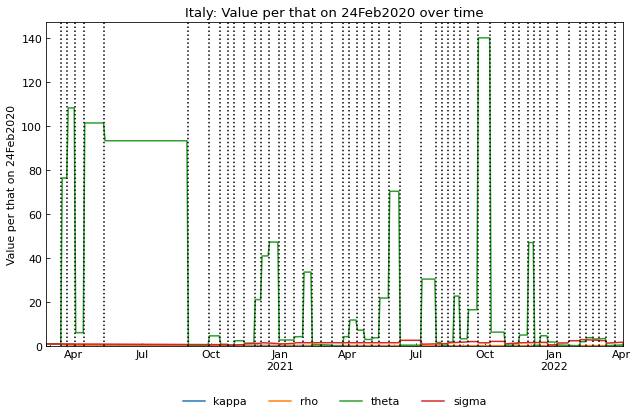 Italy: Value per that on 24Feb2020 over time
Value per that on 24Feb2020
140
120
100
80
60
40
20
0
Apr Jul Oct Jan Apr Jul Oct Jan Apr
2021 2022
kappa rho theta sigma